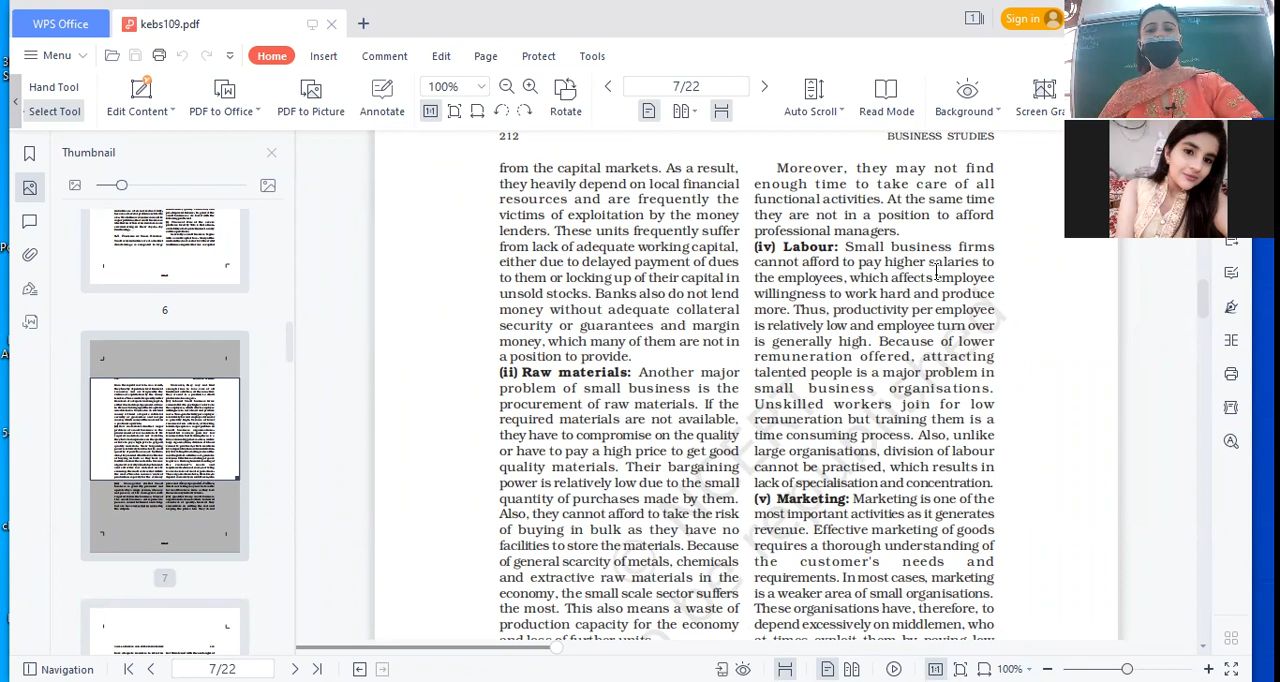 WPS Office
kebs109.pdf
Sign in
Menu
Home
Insert
Comment
Edit
Page
Protect
Tools
Hand Tool
Select Tool
Edit Content
PDF to Office
PDF to Picture
Annotate
100%
Rotate
7/22
Auto Scroll
Read Mode
Background
Screen Gra
Thumbnail
6
7
212
BUSINESS STUDIES
from the capital markets. As a result,
they heavily depend on local financial
resources and are frequently the
victims of exploitation by the money
lenders. These units frequently suffer
from lack of adequate working capital,
either due to delayed payment of dues
to them or locking up of their capital in
unsold stocks. Banks also do not lend
money without adequate collateral
security or guarantees and margin
money, which many of them are not in
a position to provide.
(ii) Raw materials: Another major
problem of small business is the
procurement of raw materials. If the
required materials are not available,
they have to compromise on the quality
or have to pay a high price to get good
quality materials. Their bargaining
power is relatively low due to the small
quantity of purchases made by them.
Also, they cannot afford to take the risk
of buying in bulk as they have no
facilities to store the materials. Because
of general scarcity of metals, chemicals
and extractive raw materials in the
economy, the small scale sector suffers
the most. This also means a waste of
production capacity for the economy
and loss of further units.
Moreover, they may not find
enough time to take care of all
functional activities. At the same time
they are not in a position to afford
professional managers.
(iv) Labour: Small business firms
cannot afford to pay higher salaries to
the employees, which affects employee
willingness to work hard and produce
more. Thus, productivity per employee
is relatively low and employee turn over
is generally high. Because of lower
remuneration offered, attracting
talented people is a major problem in
small business organisations.
Unskilled workers join for low
remuneration but training them is a
time consuming process. Also, unlike
large organisations, division of labour
cannot be practised, which results in
lack of specialisation and concentration.
(v) Marketing: Marketing is one of the
most important activities as it generates
revenue. Effective marketing of goods
requires a thorough understanding of
the customer's needs and
requirements. In most cases, marketing
is a weaker area of small organisations.
These organisations have, therefore, to
depend excessively on middlemen, who
at times exploit them by paying low
Navigation
7/22
100%